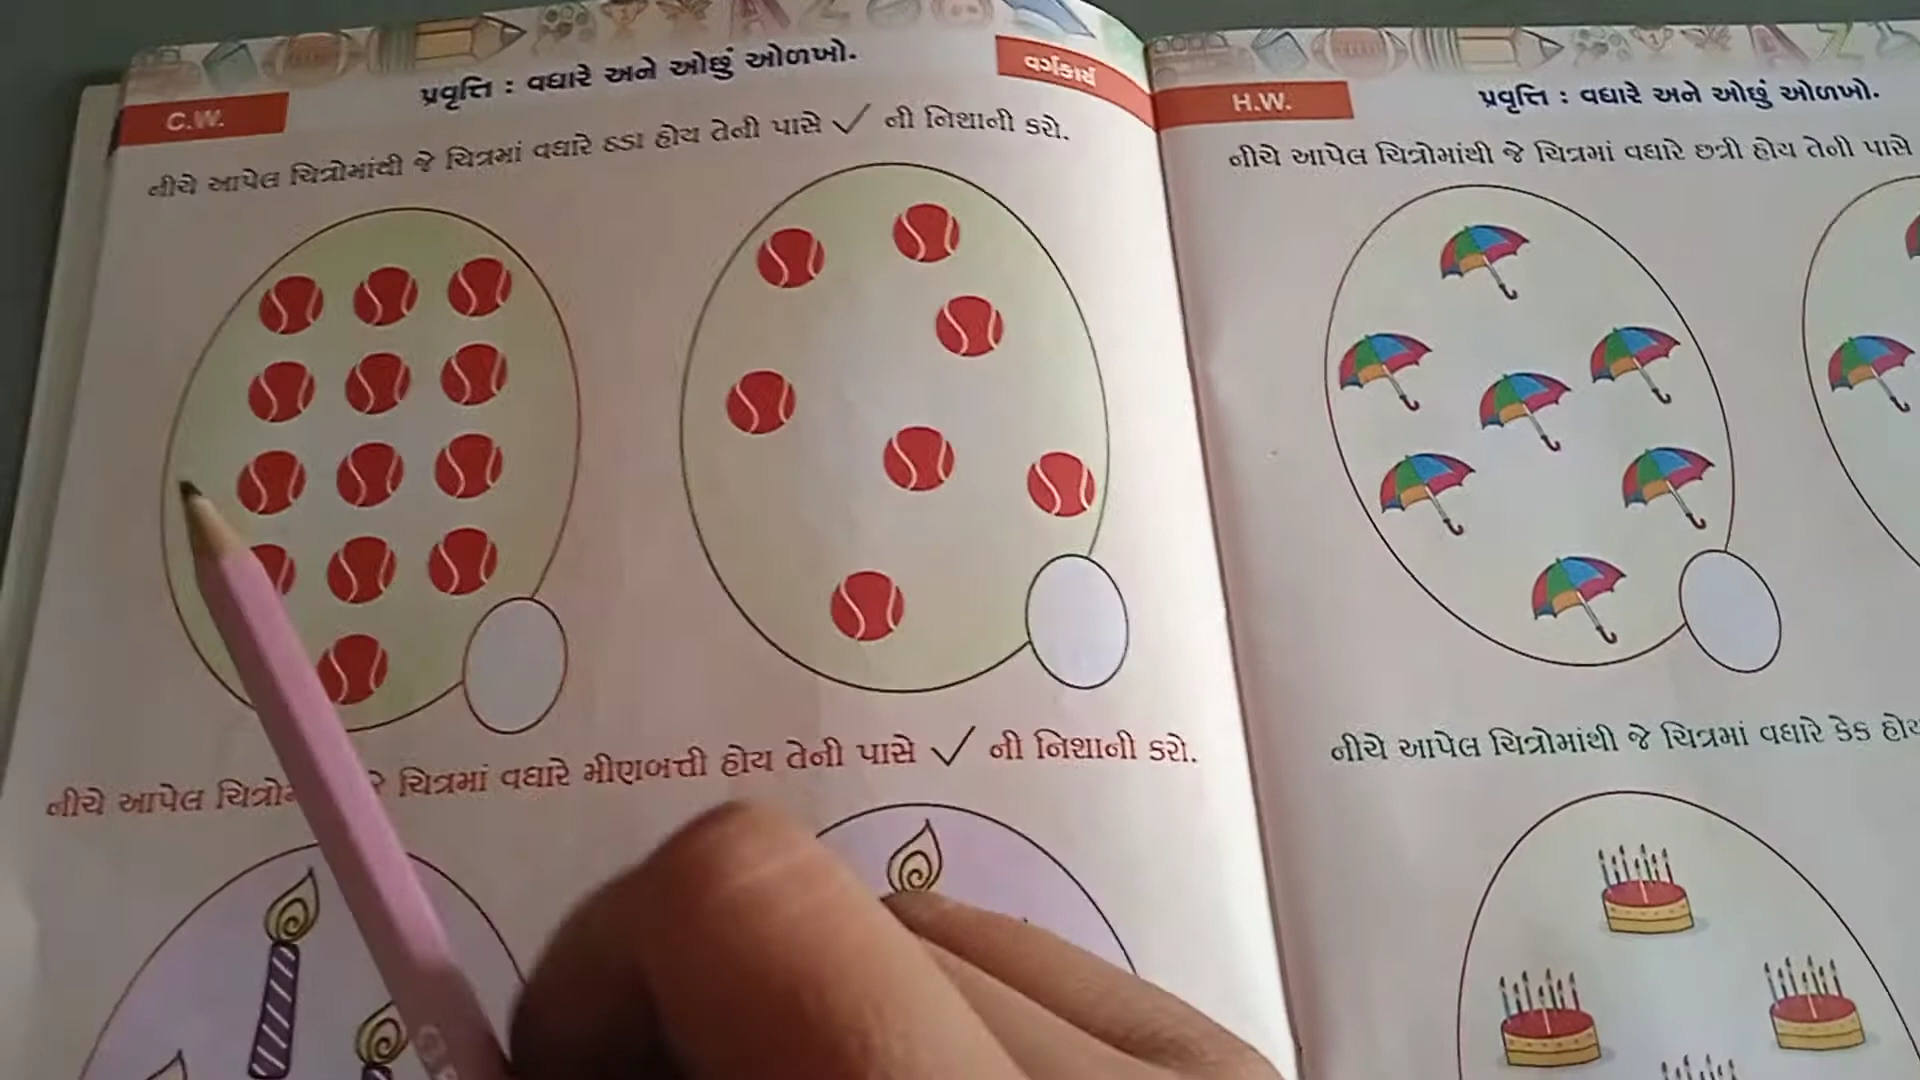 પ્રવૃત્તિ : વધારે અને ઓછું ઓળખો.
વર્ગકાર્ય
C.W.
નીચે આપેલ ચિત્રોમાંથી જે ચિત્રમાં વધારે દડા હોય તેની પાસે ✓ ની નિશાની કરો.
નીચે આપેલ ચિત્રમાં વધારે મીણબત્તી હોય તેની પાસે ✓ ની નિશાની કરો.
H.W.
પ્રવૃત્તિ : વધારે અને ઓછું ઓળખો.
નીચે આપેલ ચિત્રોમાંથી જે ચિત્રમાં વધારે છત્રી હોય તેની પાસે
નીચે આપેલ ચિત્રોમાંથી જે ચિત્રમાં વધારે કેક